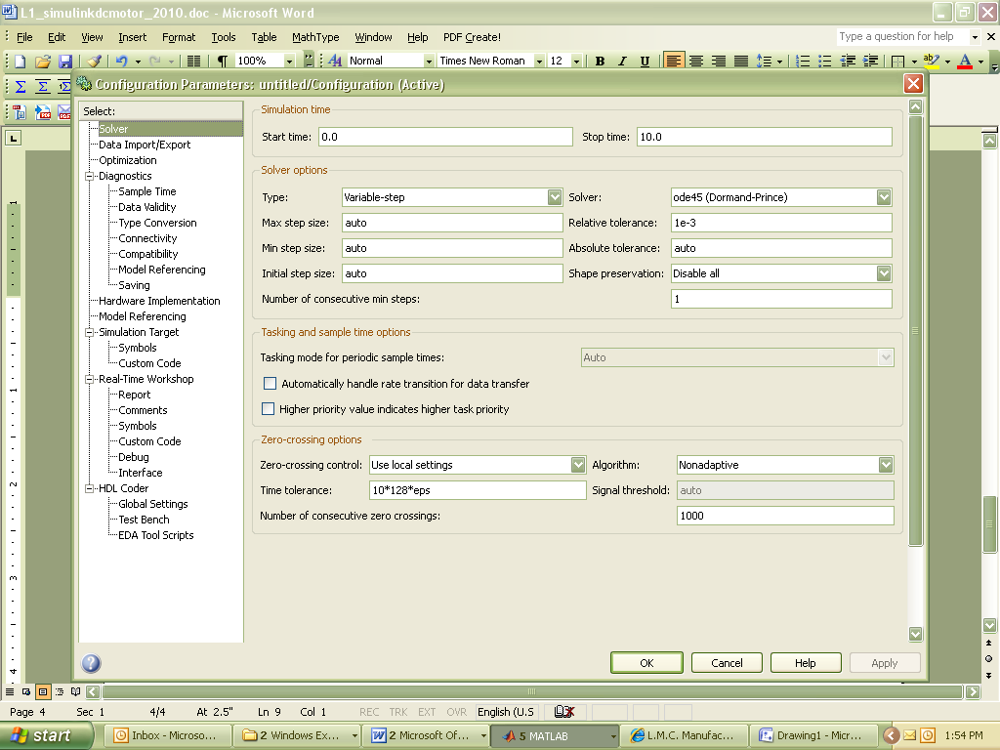 L1_simulinkdcmotor_2010.doc - Microsoft Word
File Edit View Insert Format Tools Table MathType Window Help PDF Create! Type a question for help
100% Normal Times New Roman 12 B I U
Configuration Parameters: untitled/Configuration (Active)
Select:
Solver
Data Import/Export
Optimization
Diagnostics
Sample Time
Data Validity
Type Conversion
Connectivity
Compatibility
Model Referencing
Saving
Hardware Implementation
Model Referencing
Simulation Target
Symbols
Custom Code
Real-Time Workshop
Report
Comments
Symbols
Custom Code
Debug
Interface
HDL Coder
Global Settings
Test Bench
EDA Tool Scripts
Simulation time
Start time: 0.0 Stop time: 10.0
Solver options
Type: Variable-step Solver: ode45 (Dormand-Prince)
Max step size: auto Relative tolerance: 1e-3
Min step size: auto Absolute tolerance: auto
Initial step size: auto Shape preservation: Disable all
Number of consecutive min steps: 1
Tasking and sample time options
Tasking mode for periodic sample times: Auto
Automatically handle rate transition for data transfer
Higher priority value indicates higher task priority
Zero-crossing options
Zero-crossing control: Use local settings Algorithm: Nonadaptive
Time tolerance: 10*128*eps Signal threshold: auto
Number of consecutive zero crossings: 1000
OK Cancel Help Apply
Page 4 Sec 1 4/4 At 2.5" Ln 9 Col 1 REC TRK EXT OVR English (U.S
start Inbox - Microso... 2 Windows Ex... 2 Microsoft Of... 5 MATLAB L.M.C. Manufac... Drawing1 - Micr... 1:54 PM